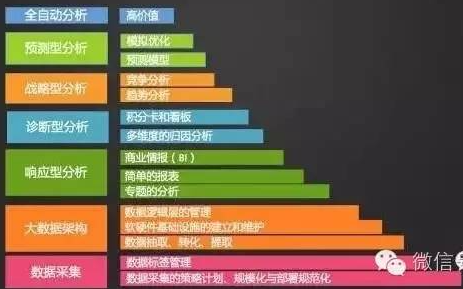 全自动分析
高价值
预测型分析
模拟优化
预测模型
战略型分析
竞争分析
趋势分析
诊断型分析
积分卡和看板
多维度的归因分析
响应型分析
商业情报（BI）
简单的报表
专题的分析
大数据架构
数据逻辑层的管理
软硬件基础设施的建立和维护
数据抽取、转化、提取
数据采集
数据标签管理
数据采集的策略计划、规模化与部署规范化
微信